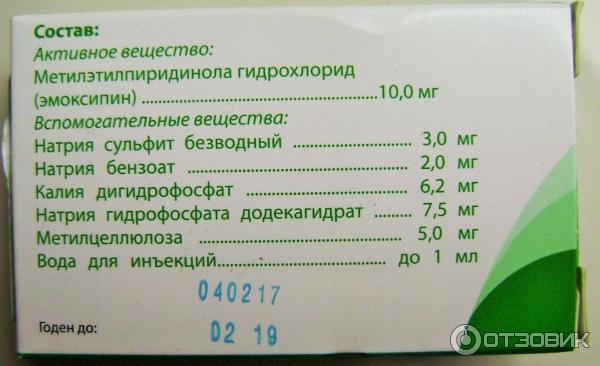 Состав:
Активное вещество:
Метилэтилпиридинола гидрохлорид
(эмоксипин) ........................................10,0 мг
Вспомогательные вещества:
Натрия сульфит безводный ...................... 3,0 мг
Натрия бензоат ....................................... 2,0 мг
Калия дигидрофосфат ............................. 6,2 мг
Натрия гидрофосфата додекагидрат ....... 7,5 мг
Метилцеллюлоза ................................... 5,0 мг
Вода для инъекций............................. до 1 мл
040217
Годен до: 02 19
ОТЗОВИК